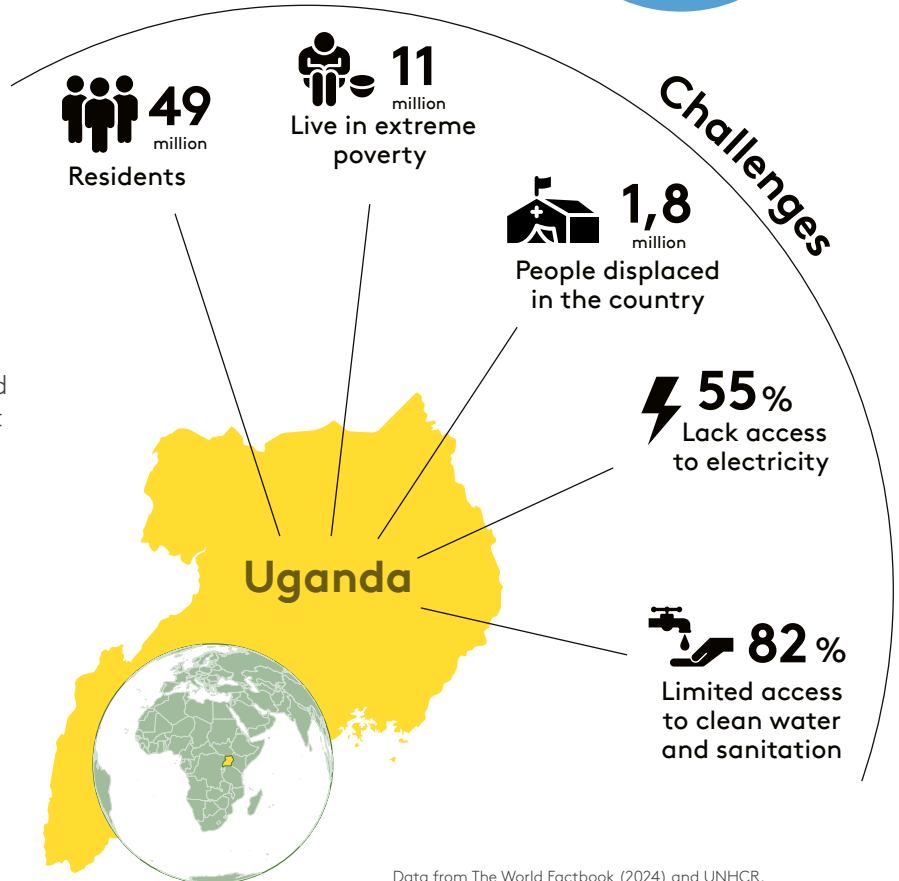 49
million
Residents
11
million
Live in extreme
poverty
Challenges
1,8
million
People displaced
in the country
55 %
Lack access
to electricity
Uganda
82 %
Limited access
to clean water
and sanitation
Data from The World Factbook (2024) and UNHCR.